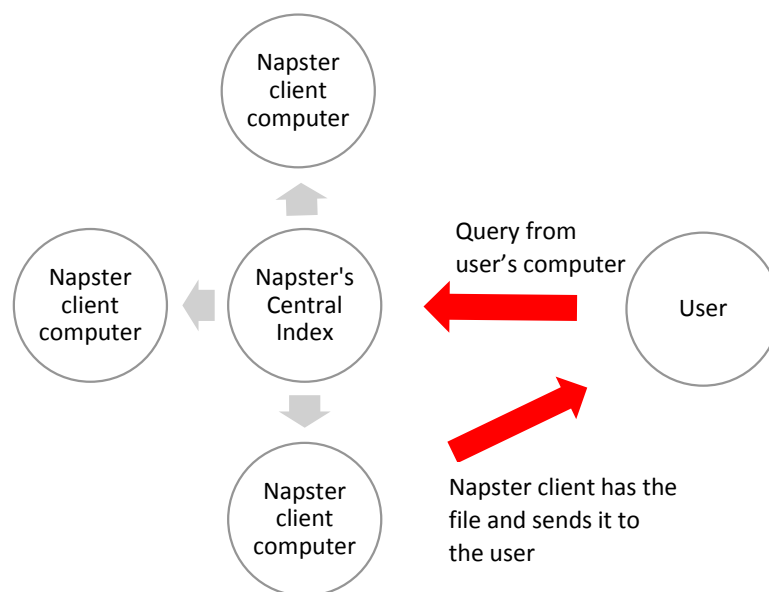 Napster
client
computer
Query from
user’s computer
Napster
client
computer
Napster's
Central
Index
User
Napster
client
computer
Napster client has the
file and sends it to
the user